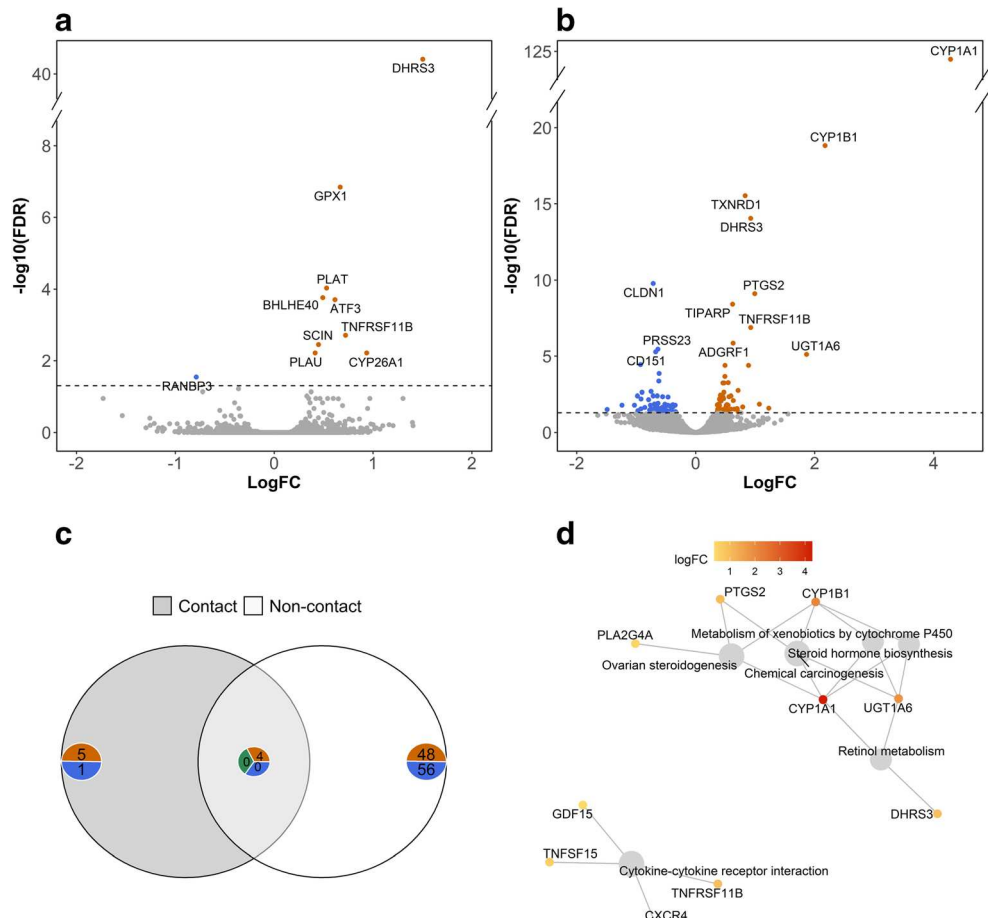 a
40
8
6
4
2
0
-log10(FDR)
DHRS3
GPX1
PLAT
BHLHE40
ATF3
TNFRSF11B
SCIN
PLAU
CYP26A1
RANBP3
-2
-1
0
1
2
LogFC
b
125
20
15
10
5
0
-log10(FDR)
CYP1A1
CYP1B1
TXNRD1
DHRS3
CLDN1
PTGS2
TIPARP
TNFRSF11B
PRSS23
ADGRF1
UGT1A6
CD151
-2
0
2
4
LogFC
c
Contact
Non-contact
5
1
0
4
0
48
56
d
logFC
1 2 3 4
PTGS2
CYP1B1
PLA2G4A
Metabolism of xenobiotics by cytochrome P450
Steroid hormone biosynthesis
Ovarian steroidogenesis
Chemical carcinogenesis
CYP1A1
UGT1A6
Retinol metabolism
GDF15
DHRS3
TNFSF15
Cytokine-cytokine receptor interaction
TNFRSF11B
CXCR4